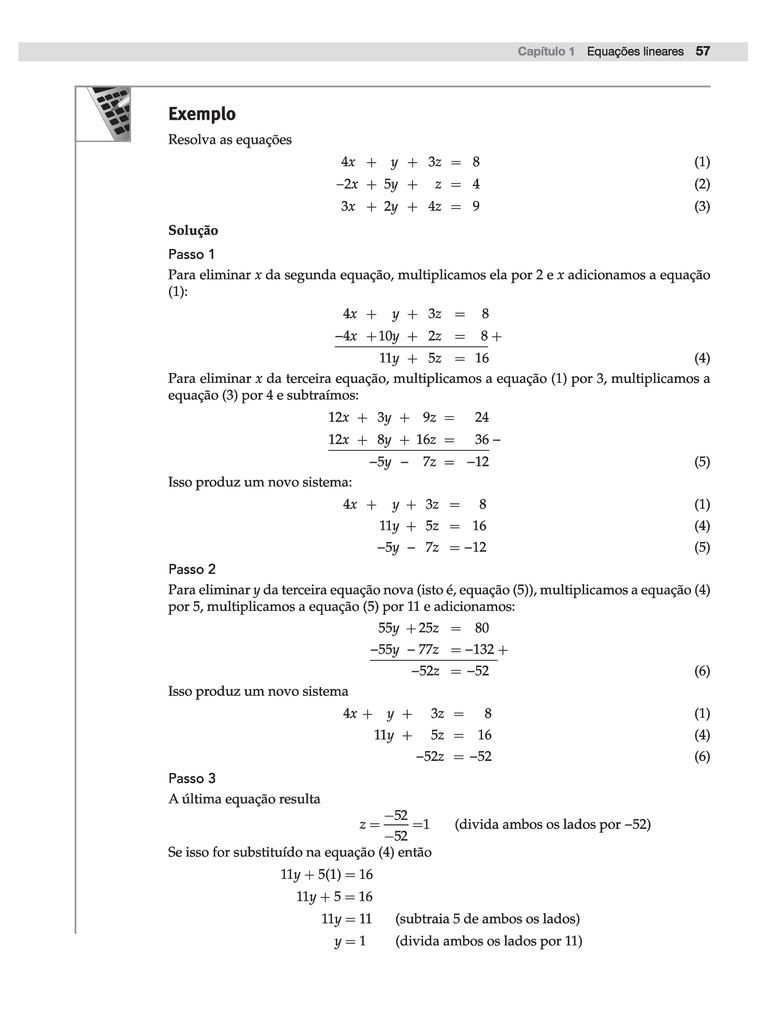 Capítulo 1 Equações lineares 57
Exemplo
Resolva as equações
4x + y + 3z = 8 (1)
−2x + 5y + z = 4 (2)
3x + 2y + 4z = 9 (3)
Solução
Passo 1
Para eliminar x da segunda equação, multiplicamos ela por 2 e x adicionamos a equação
(1):
4x + y + 3z = 8
−4x +10y + 2z = 8 +
11y + 5z = 16 (4)
Para eliminar x da terceira equação, multiplicamos a equação (1) por 3, multiplicamos a
equação (3) por 4 e subtraímos:
12x + 3y + 9z = 24
12x + 8y + 16z = 36 −
−5y − 7z = −12 (5)
Isso produz um novo sistema:
4x + y + 3z = 8 (1)
11y + 5z = 16 (4)
−5y − 7z = −12 (5)
Passo 2
Para eliminar y da terceira equação nova (isto é, equação (5)), multiplicamos a equação (4)
por 5, multiplicamos a equação (5) por 11 e adicionamos:
55y + 25z = 80
−55y − 77z = −132 +
−52z = −52 (6)
Isso produz um novo sistema
4x + y + 3z = 8 (1)
11y + 5z = 16 (4)
−52z = −52 (6)
Passo 3
A última equação resulta
z = −52/−52 =1 (divida ambos os lados por −52)
Se isso for substituído na equação (4) então
11y + 5(1) = 16
11y + 5 = 16
11y = 11 (subtraia 5 de ambos os lados)
y = 1 (divida ambos os lados por 11)